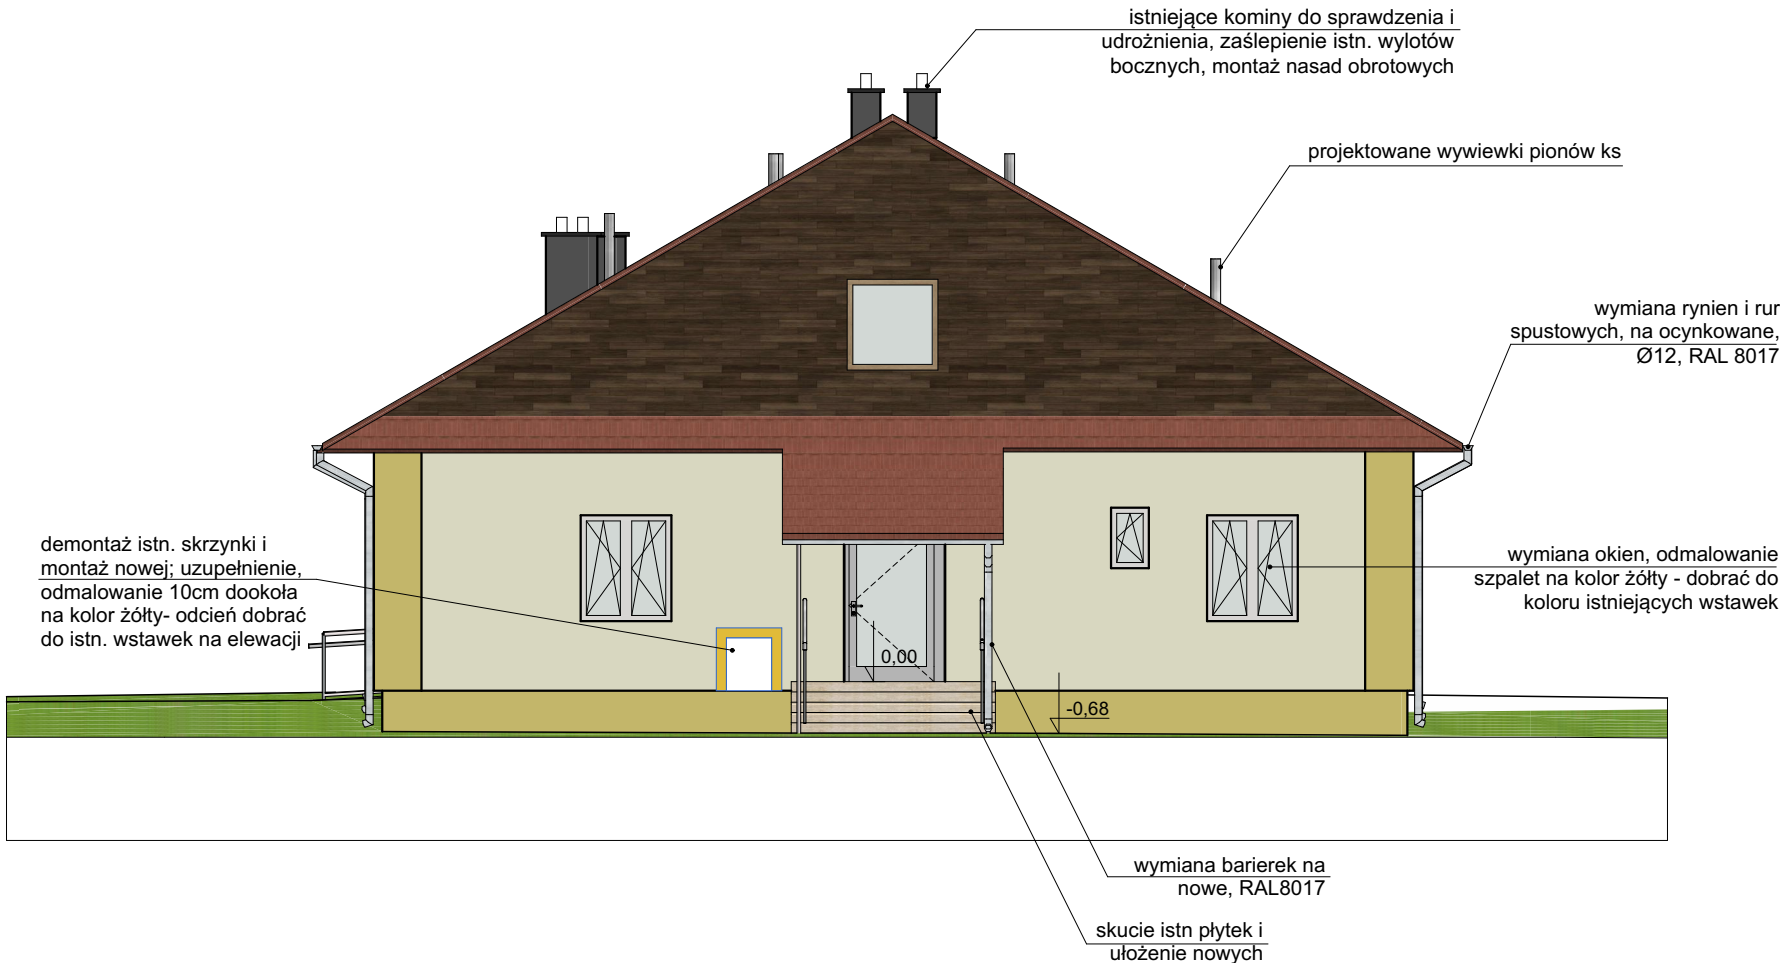 istniejące kominy do sprawdzenia i
udrożnienia, zaślepienie istn. wylotów
bocznych, montaż nasad obrotowych
projektowane wywiewki pionów ks
wymiana rynien i rur
spustowych, na ocynkowane,
Ø12, RAL 8017
demontaż istn. skrzynki i
montaż nowej; uzupełnienie,
odmalowanie 10cm dookoła
na kolor żółty- odcień dobrać
do istn. wstawek na elewacji
wymiana okien, odmalowanie
szpalet na kolor żółty - dobrać do
koloru istniejących wstawek
0,00
-0,68
wymiana barierek na
nowe, RAL8017
skucie istn płytek i
ułożenie nowych